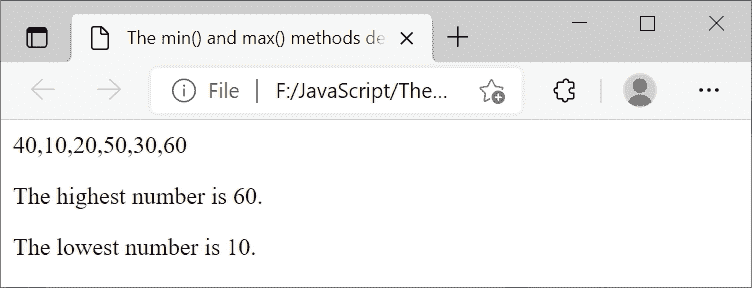 The min() and max() methods de
File | F:/JavaScript/The...
40,10,20,50,30,60
The highest number is 60.
The lowest number is 10.